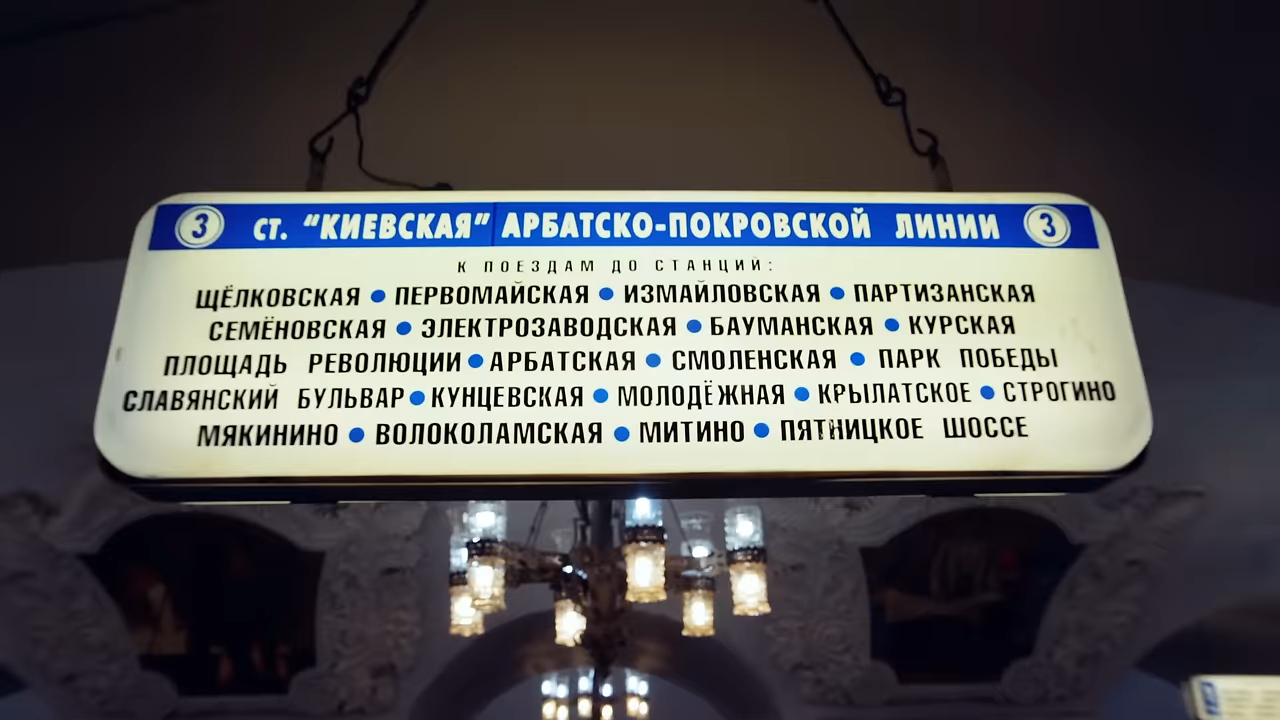 3 СТ. "КИЕВСКАЯ" АРБАТСКО-ПОКРОВСКОЙ ЛИНИИ 3
К ПОЕЗДАМ ДО СТАНЦИЙ:
ЩЁЛКОВСКАЯ • ПЕРВОМАЙСКАЯ • ИЗМАЙЛОВСКАЯ • ПАРТИЗАНСКАЯ
СЕМЁНОВСКАЯ • ЭЛЕКТРОЗАВОДСКАЯ • БАУМАНСКАЯ • КУРСКАЯ
ПЛОЩАДЬ РЕВОЛЮЦИИ • АРБАТСКАЯ • СМОЛЕНСКАЯ • ПАРК ПОБЕДЫ
СЛАВЯНСКИЙ БУЛЬВАР • КУНЦЕВСКАЯ • МОЛОДЁЖНАЯ • КРЫЛАТСКОЕ • СТРОГИНО
МЯКИНИНО • ВОЛОКОЛАМСКАЯ • МИТИНО • ПЯТНИЦКОЕ ШОССЕ